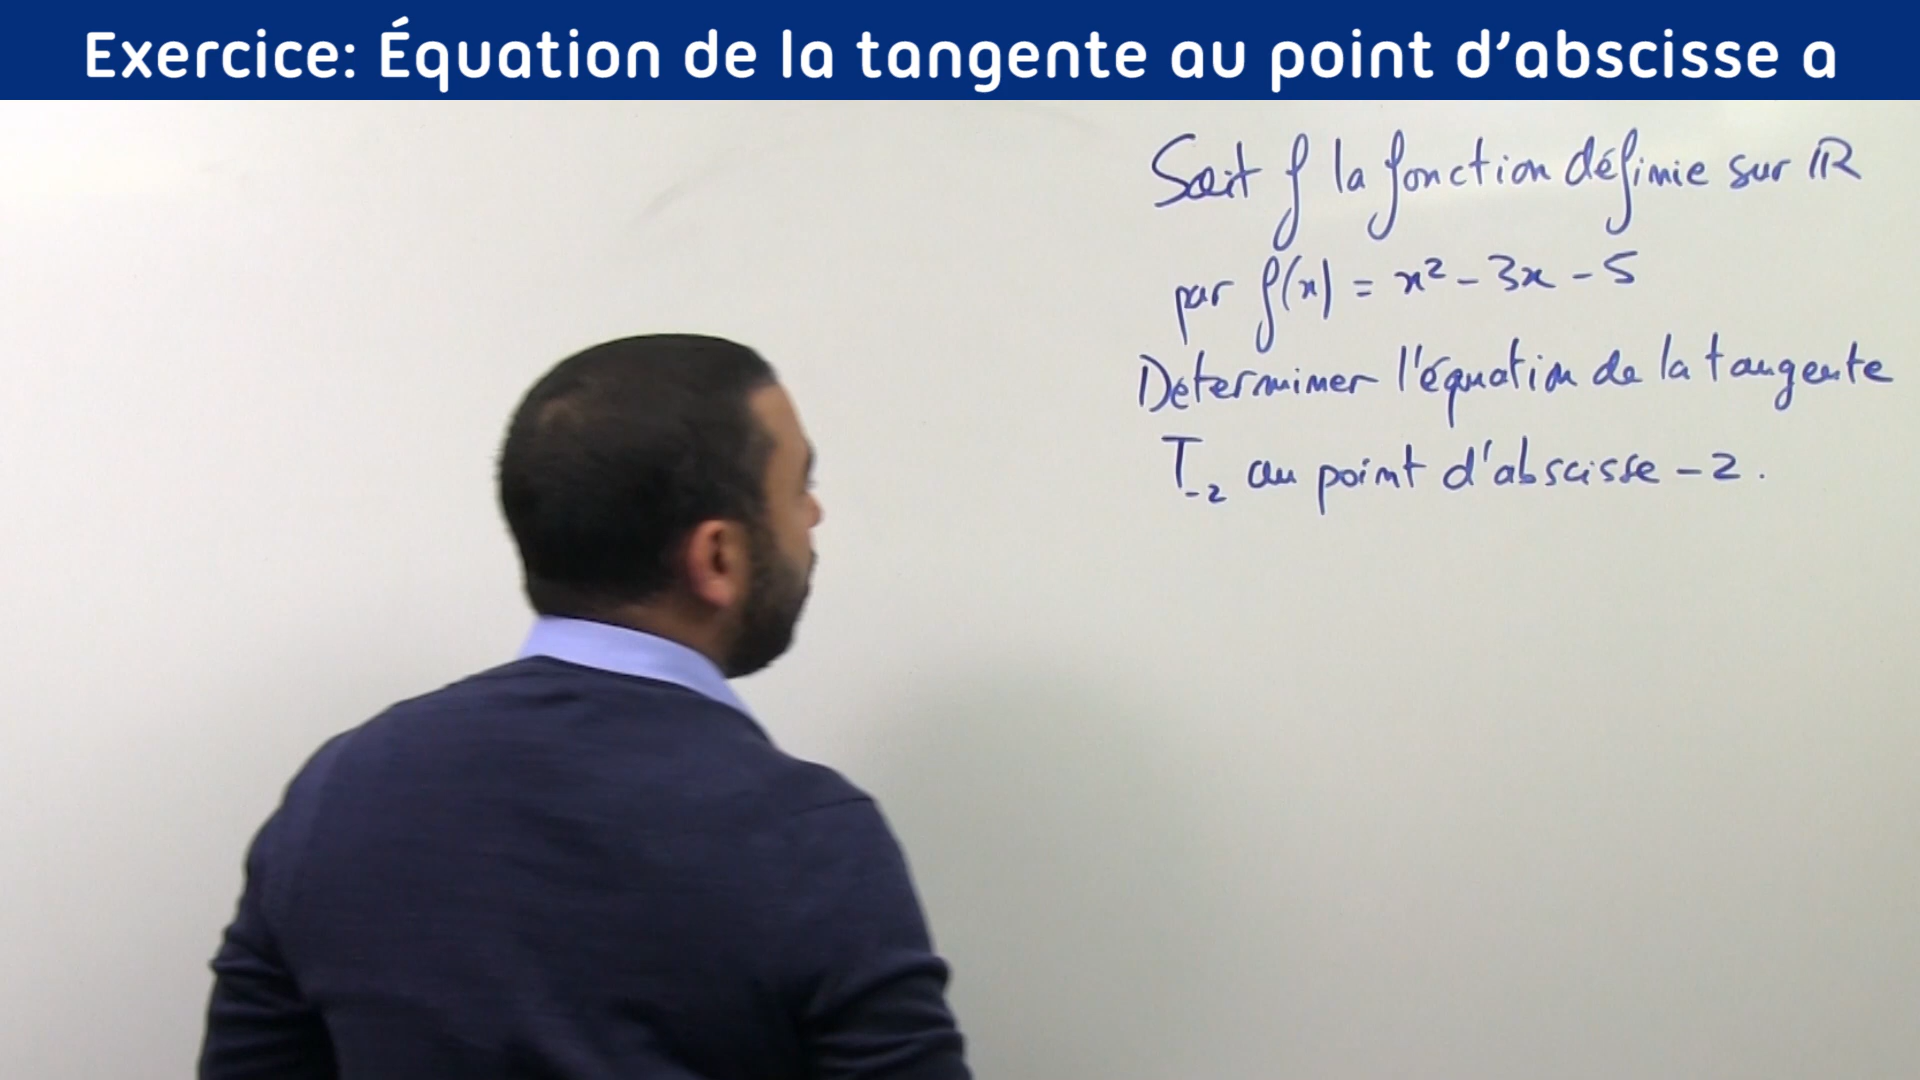 Exercice: Équation de la tangente au point d’abscisse a
Soit f la fonction définie sur ℝ
par f(x) = x² - 3x - 5
Déterminer l'équation de la tangente
T₋₂ au point d'abscisse -2.